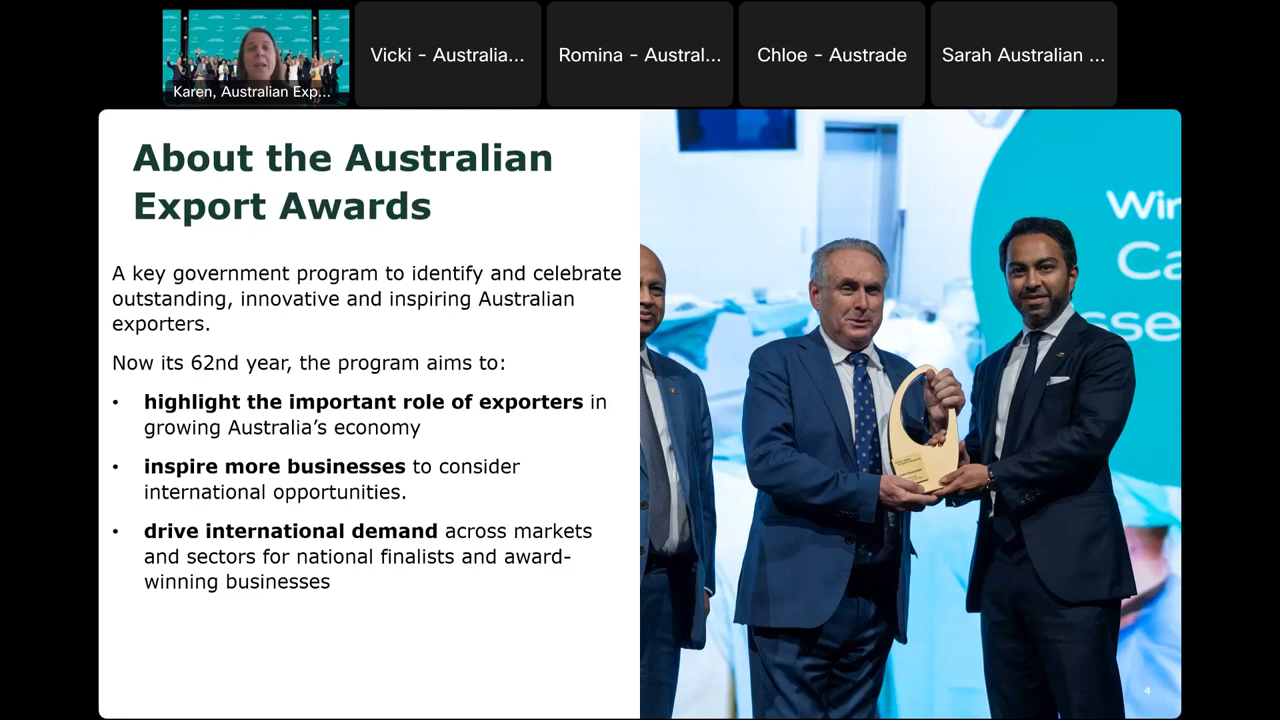 Karen, Australian Exp...
Vicki - Australia...
Romina - Austral...
Chloe - Austrade
Sarah Australian ...
About the Australian
Export Awards
A key government program to identify and celebrate
outstanding, innovative and inspiring Australian
exporters.
Now its 62nd year, the program aims to:
• highlight the important role of exporters in
growing Australia’s economy
• inspire more businesses to consider
international opportunities.
• drive international demand across markets
and sectors for national finalists and award-
winning businesses
4